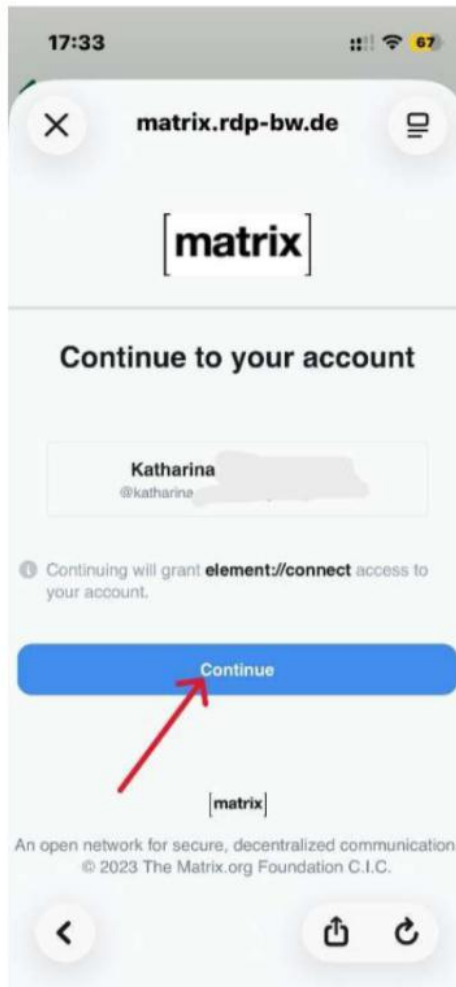 17:33
67
matrix.rdp-bw.de
[matrix]
Continue to your account
Katharina
@katharina
Continuing will grant element://connect access to
your account.
Continue
[matrix]
An open network for secure, decentralized communication
© 2023 The Matrix.org Foundation C.I.C.